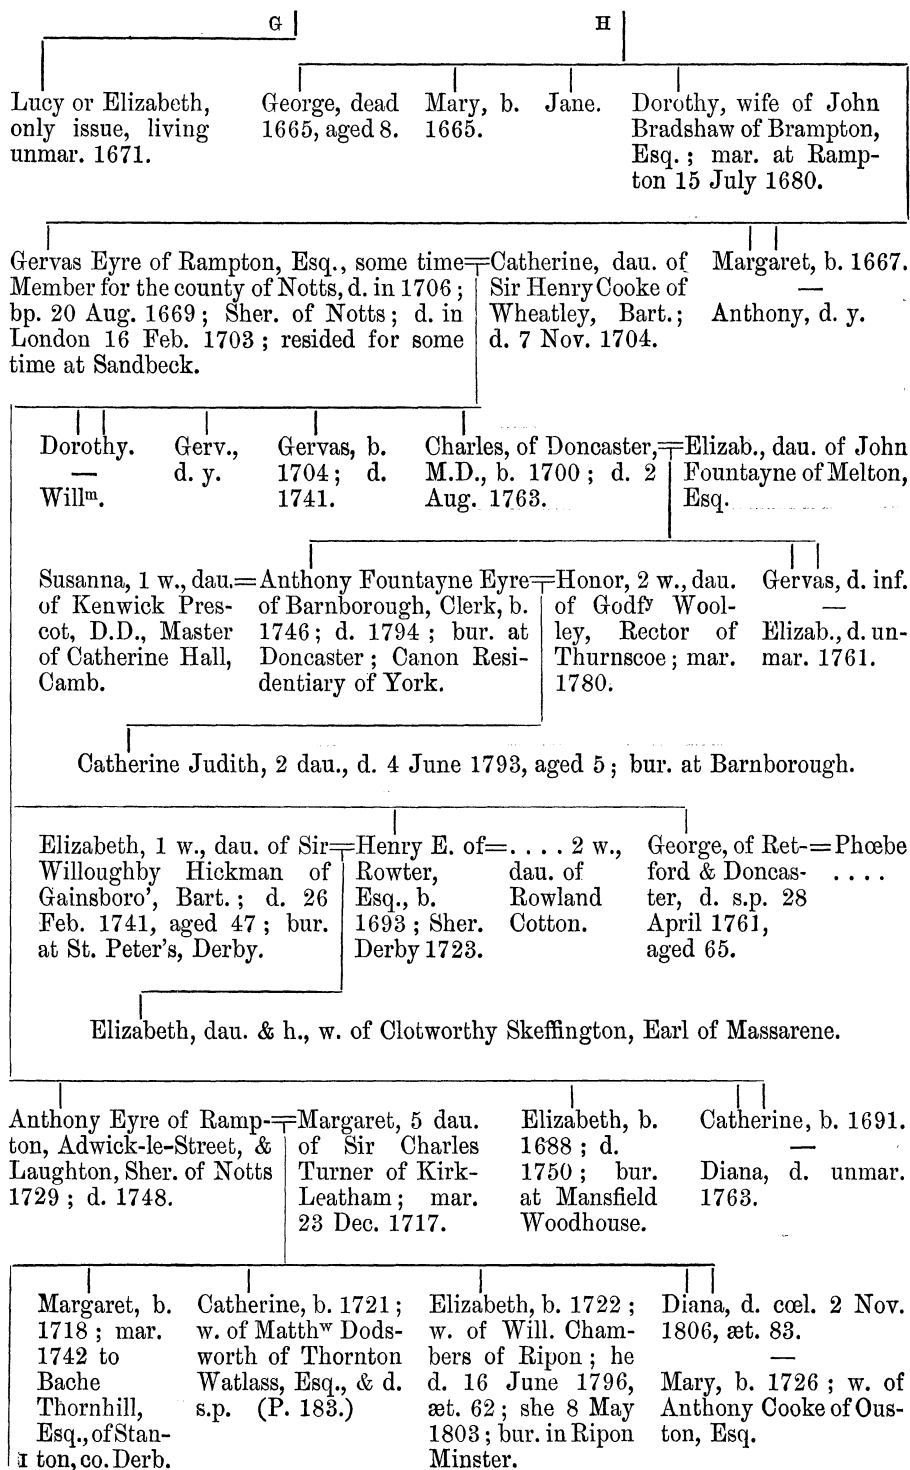 G
H
Lucy or Elizabeth,
only issue, living
unmar. 1671.
George, dead
1665, aged 8.
Mary, b.
1665.
Jane.
Dorothy, wife of John
Bradshaw of Brampton,
Esq.; mar. at Ramp-
ton 15 July 1680.
Gervas Eyre of Rampton, Esq., some time=
Member for the county of Notts, d. in 1706;
bp. 20 Aug. 1669; Sher. of Notts; d. in
London 16 Feb. 1703; resided for some
time at Sandbeck.
Catherine, dau. of
Sir Henry Cooke of
Wheatley, Bart.;
d. 7 Nov. 1704.
Margaret, b. 1667.
—
Anthony, d. y.
Dorothy.
—
Willᵐ.
Gerv.,
d. y.
Gervas, b.
1704; d.
1741.
Charles, of Doncaster,=
M.D., b. 1700; d. 2
Aug. 1763.
Elizab., dau. of John
Fountayne of Melton,
Esq.
Susanna, 1 w., dau.=
of Kenwick Pres-
cot, D.D., Master
of Catherine Hall,
Camb.
Anthony Fountayne Eyre=
of Barnborough, Clerk, b.
1746; d. 1794; bur. at
Doncaster; Canon Resi-
dentiary of York.
Honor, 2 w., dau.
of Godfʸ Wool-
ley, Rector of
Thurnscoe; mar.
1780.
Gervas, d. inf.
—
Elizab., d. un-
mar. 1761.
Catherine Judith, 2 dau., d. 4 June 1793, aged 5; bur. at Barnborough.
Elizabeth, 1 w., dau. of Sir=
Willoughby Hickman of
Gainsboro', Bart.; d. 26
Feb. 1741, aged 47; bur.
at St. Peter's, Derby.
Henry E. of=
Rowter,
Esq., b.
1693; Sher.
Derby 1723.
. . . . 2 w.,
dau. of
Rowland
Cotton.
George, of Ret-=
ford & Doncas-
ter, d. s.p. 28
April 1761,
aged 65.
Phœbe
. . . .
Elizabeth, dau. & h., w. of Clotworthy Skeffington, Earl of Massarene.
Anthony Eyre of Ramp-=
ton, Adwick-le-Street, &
Laughton, Sher. of Notts
1729; d. 1748.
Margaret, 5 dau.
of Sir Charles
Turner of Kirk-
Leatham; mar.
23 Dec. 1717.
Elizabeth, b.
1688; d.
1750; bur.
at Mansfield
Woodhouse.
Catherine, b. 1691.
—
Diana, d. unmar.
1763.
Margaret, b.
1718; mar.
1742 to
Bache
Thornhill,
Esq., of Stan-
ton, co. Derb.
Catherine, b. 1721;
w. of Matthʷ Dods-
worth of Thornton
Watlass, Esq., & d.
s.p. (P. 183.)
Elizabeth, b. 1722;
w. of Will. Cham-
bers of Ripon; he
d. 16 June 1796,
æt. 62; she 8 May
1803; bur. in Ripon
Minster.
Diana, d. cœl. 2 Nov.
1806, æt. 83.
—
Mary, b. 1726; w. of
Anthony Cooke of Ous-
ton, Esq.
I